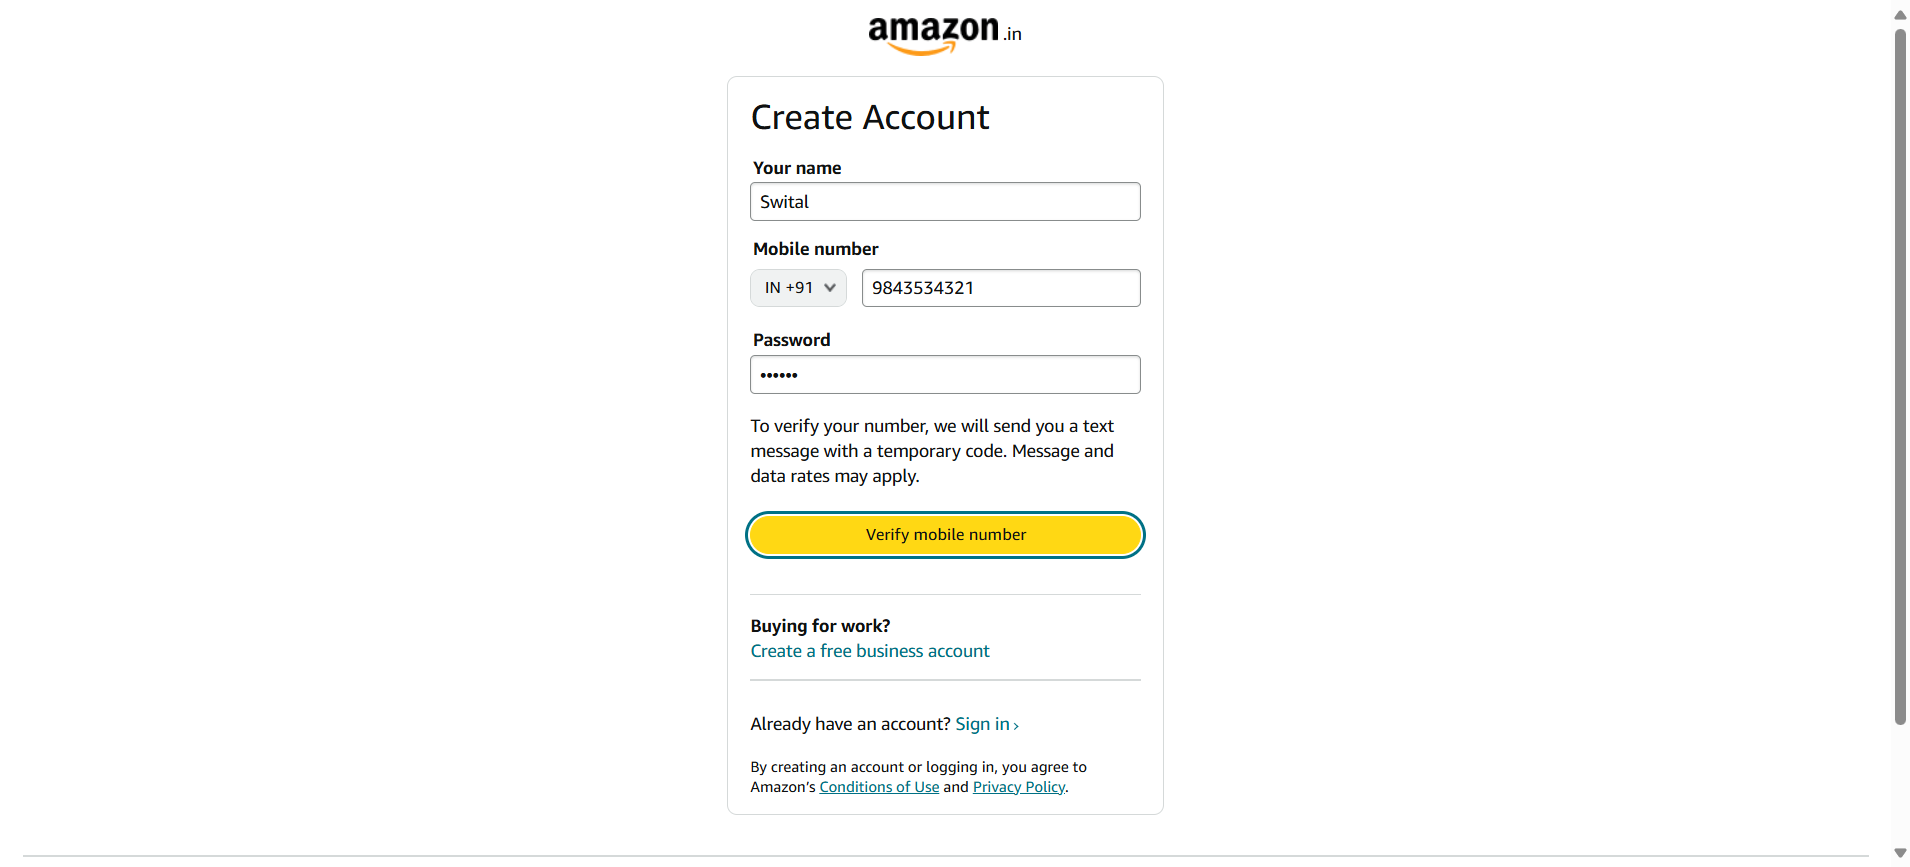 amazon.in
Create Account
Your name
Swital
Mobile number
IN +91
9843534321
Password
••••••
To verify your number, we will send you a text
message with a temporary code. Message and
data rates may apply.
Verify mobile number
Buying for work?
Create a free business account
Already have an account? Sign in ›
By creating an account or logging in, you agree to
Amazon's Conditions of Use and Privacy Policy.